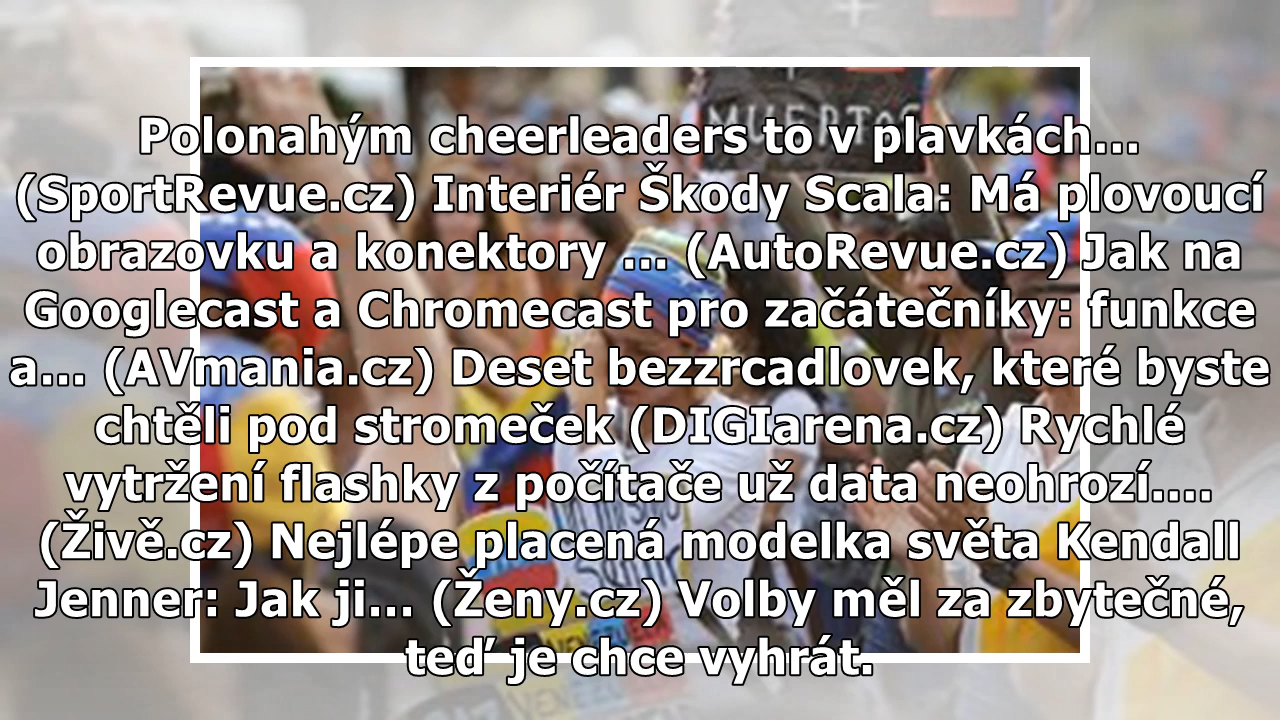 MUERTOS
Polonahým cheerleaders to v plavkách...
(SportRevue.cz) Interiér Škody Scala: Má plovoucí
obrazovku a konektory ... (AutoRevue.cz) Jak na
Googlecast a Chromecast pro začátečníky: funkce
a... (AVmania.cz) Deset bezzrcadlovek, které byste
chtěli pod stromeček (DIGIarena.cz) Rychlé
vytržení flashky z počítače už data neohrozí....
(Živě.cz) Nejlépe placená modelka světa Kendall
Jenner: Jak ji... (Ženy.cz) Volby měl za zbytečné,
teď je chce vyhrát.